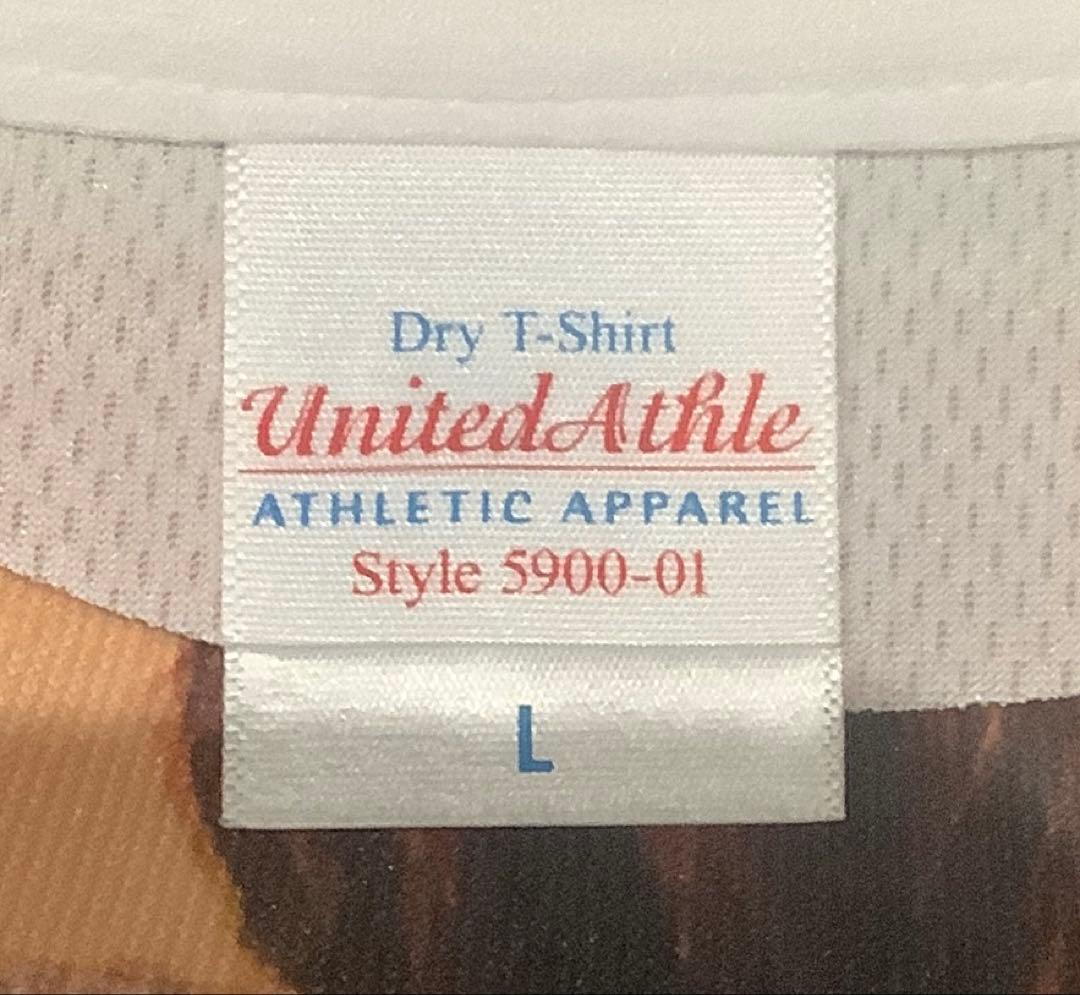 Dry T-Shirt
UnitedAthle
ATHLETIC APPAREL
Style 5900-01
L